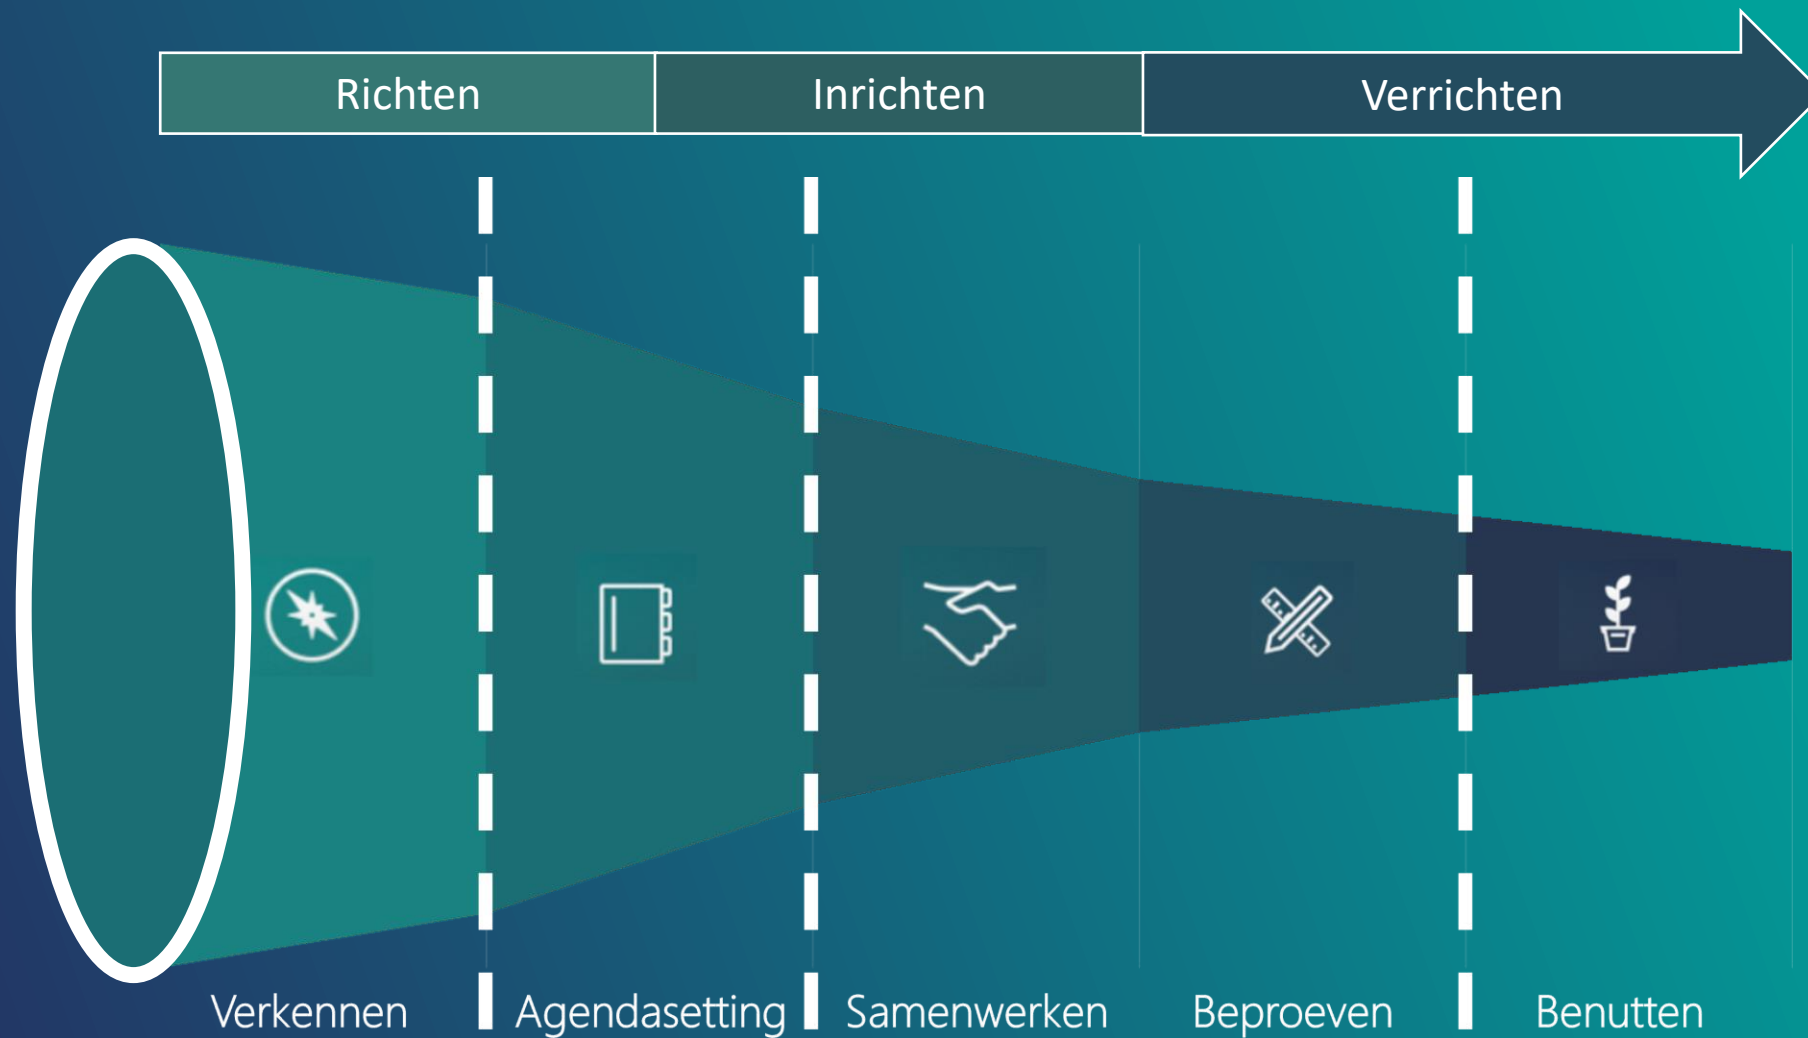 Richten
Inrichten
Verrichten
Verkennen
Agendasetting
Samenwerken
Beproeven
Benutten